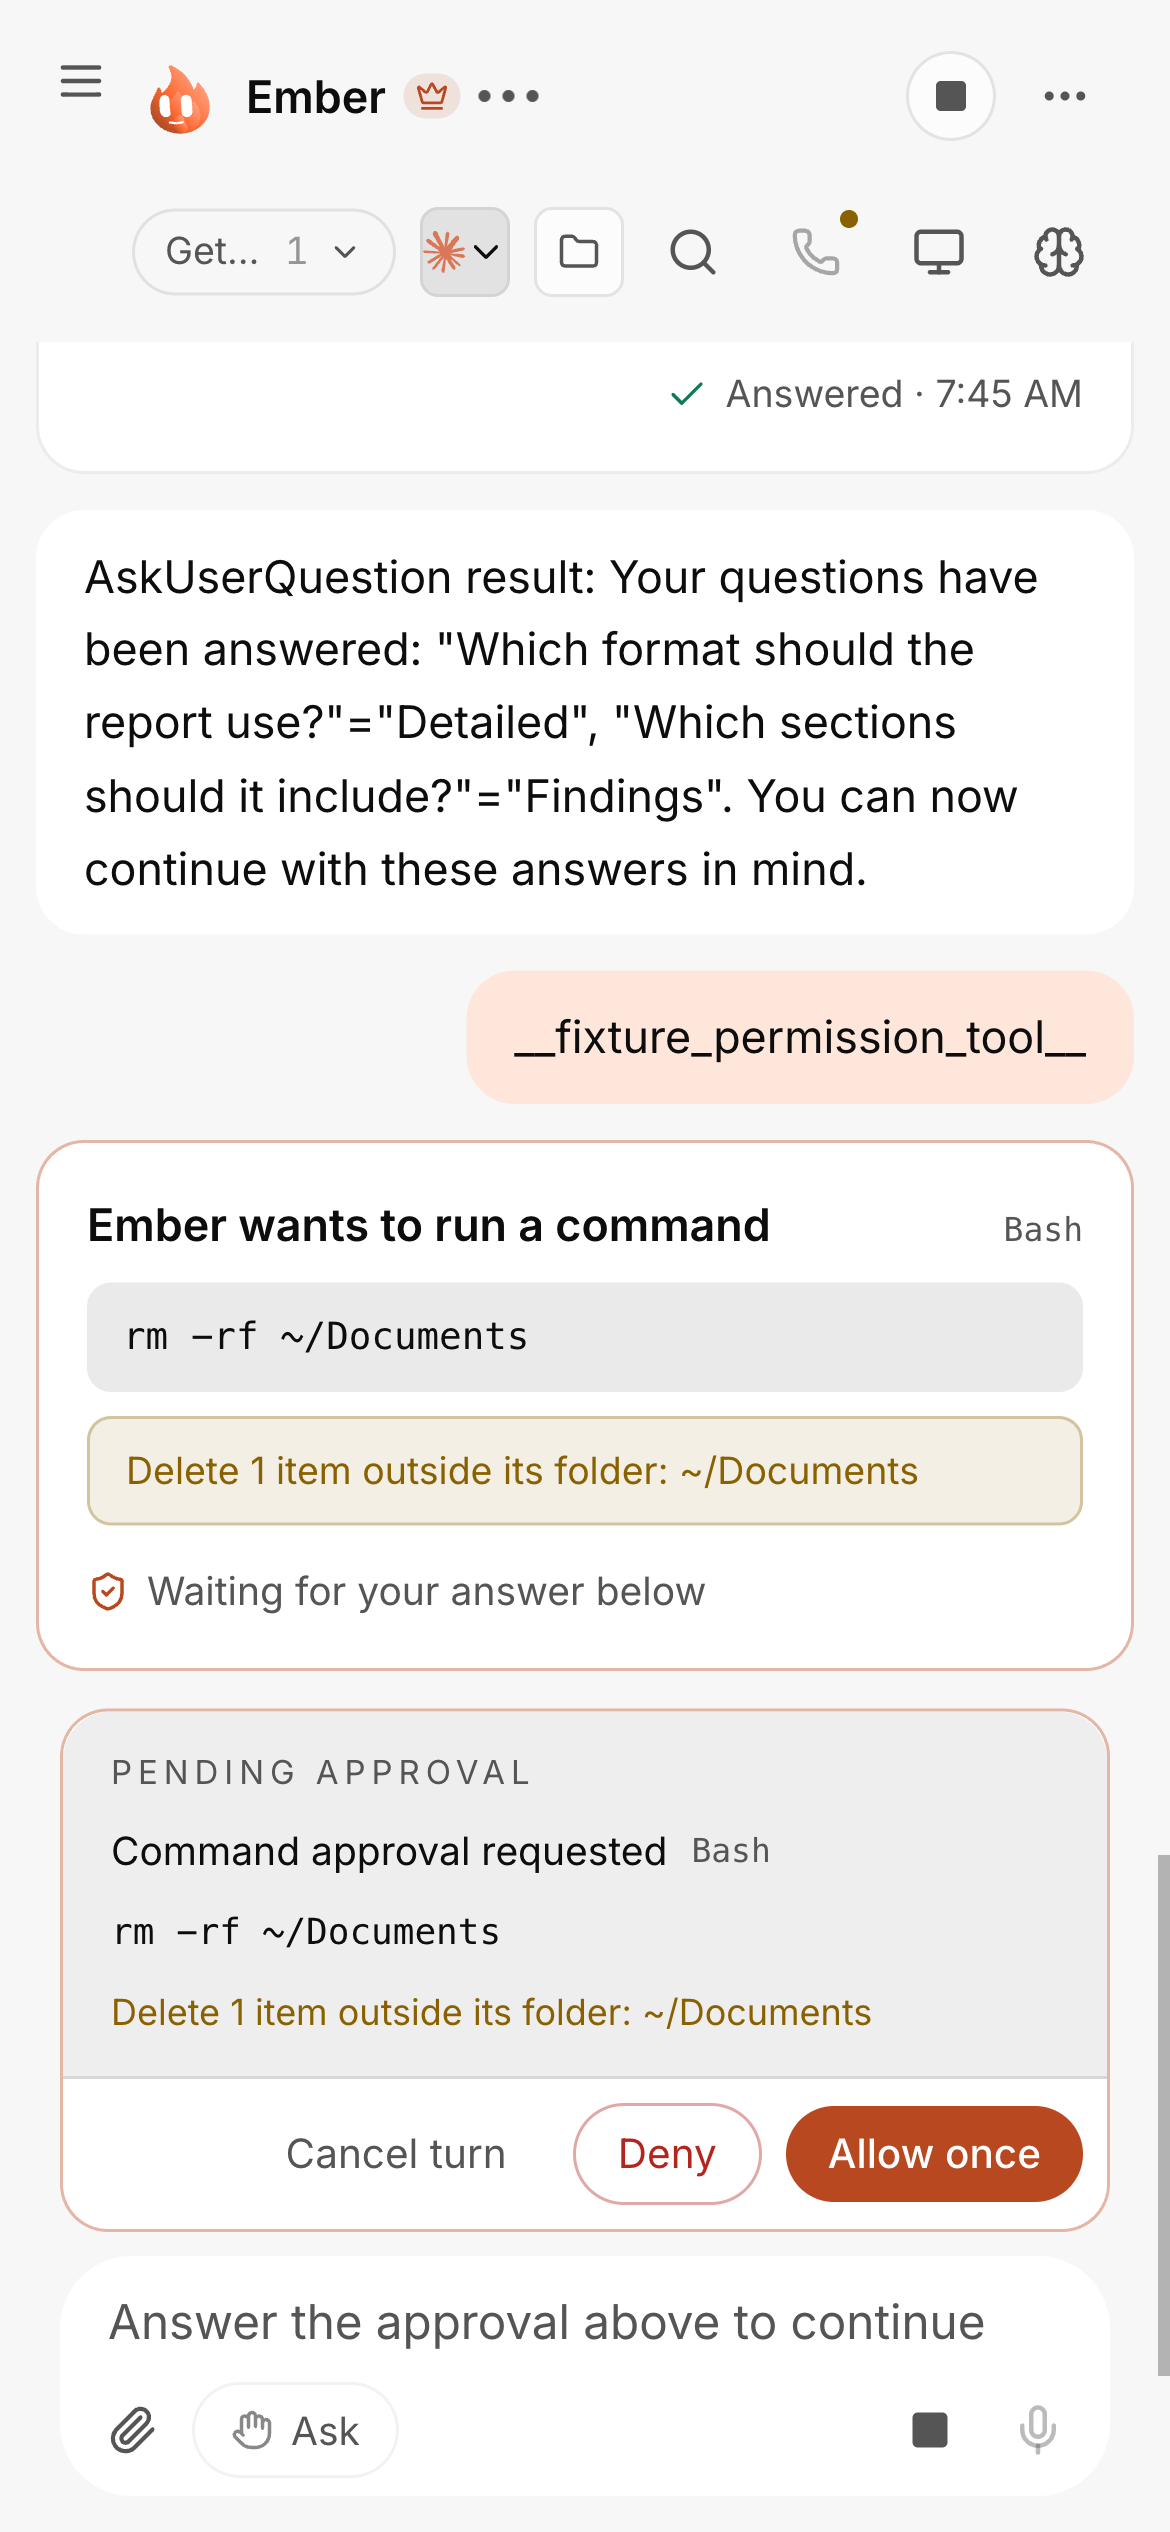 Ember
Get... 1
Answered · 7:45 AM
AskUserQuestion result: Your questions have
been answered: "Which format should the
report use?"="Detailed", "Which sections
should it include?"="Findings". You can now
continue with these answers in mind.
__fixture_permission_tool__
Ember wants to run a command Bash
rm -rf ~/Documents
Delete 1 item outside its folder: ~/Documents
Waiting for your answer below
PENDING APPROVAL
Command approval requested Bash
rm -rf ~/Documents
Delete 1 item outside its folder: ~/Documents
Cancel turn Deny Allow once
Answer the approval above to continue
Ask